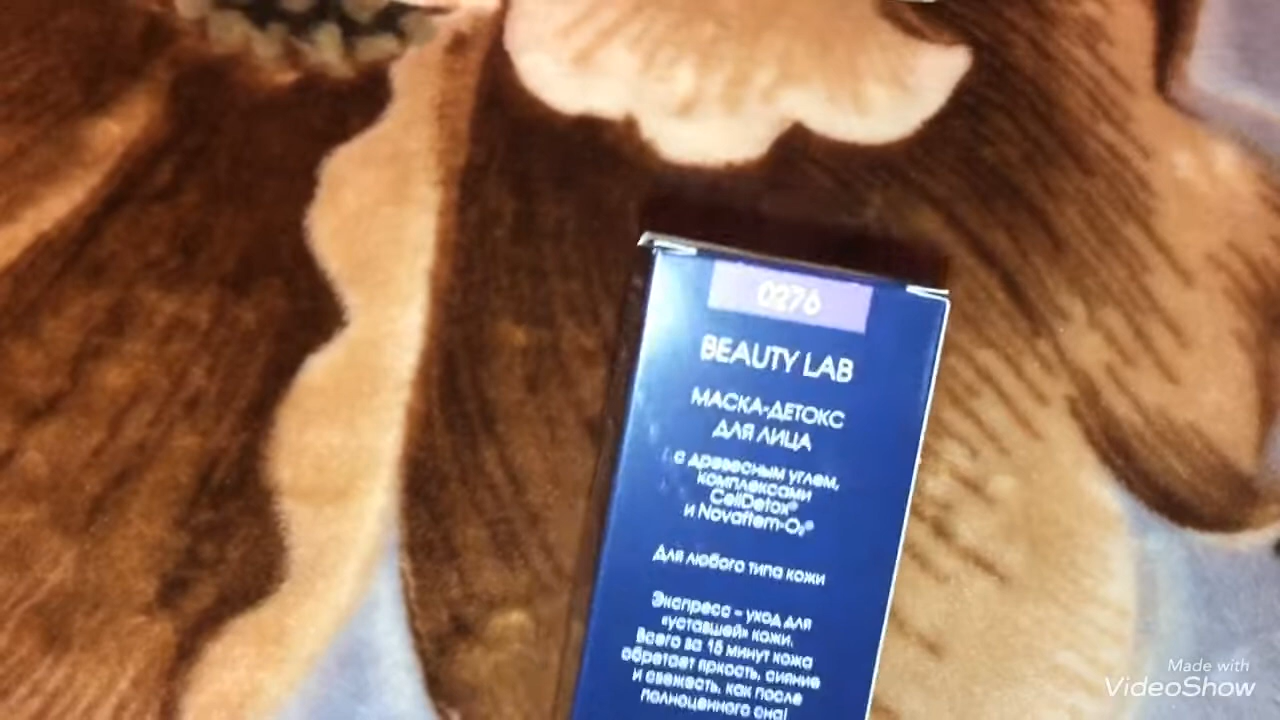 0276
BEAUTY LAB
МАСКА-ДЕТОКС
ДЛЯ ЛИЦА
с древесным углем,
комплексами
CellDetox®
и Novaftem-O₂®
Для любого типа кожи
Экспресс – уход для
«уставшей» кожи.
Всего за 15 минут кожа
обретает яркость, сияние
и свежесть, как после
полноценного сна!
Made with
VideoShow